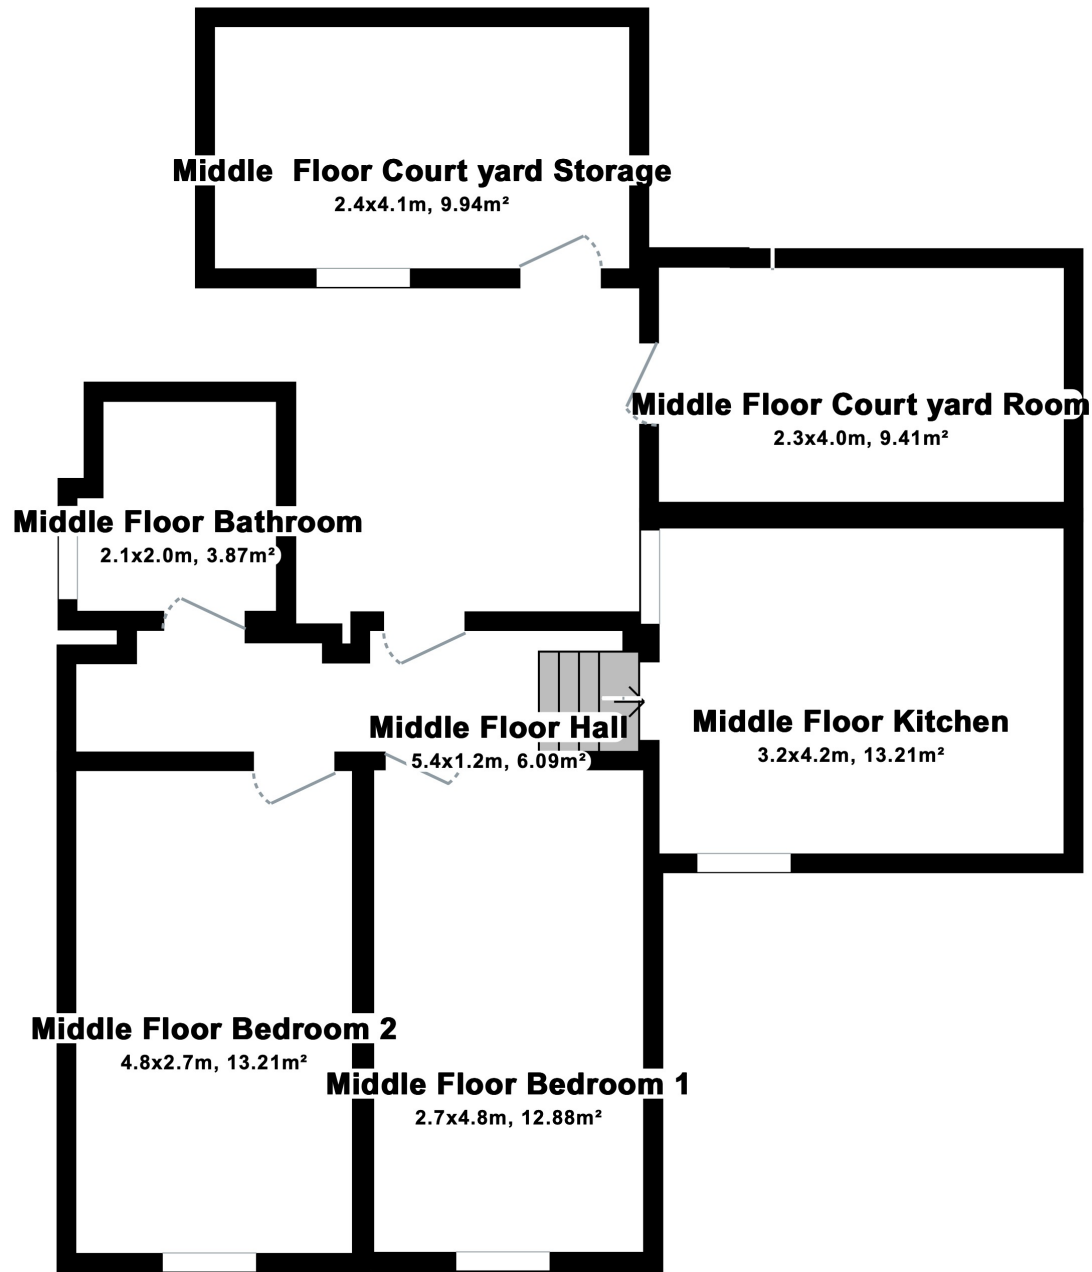 Middle  Floor Court yard Storage
2.4x4.1m, 9.94m²
Middle Floor Court yard Room
2.3x4.0m, 9.41m²
Middle Floor Bathroom
2.1x2.0m, 3.87m²
Middle Floor Hall
5.4x1.2m, 6.09m²
Middle Floor Kitchen
3.2x4.2m, 13.21m²
Middle Floor Bedroom 2
4.8x2.7m, 13.21m²
Middle Floor Bedroom 1
2.7x4.8m, 12.88m²